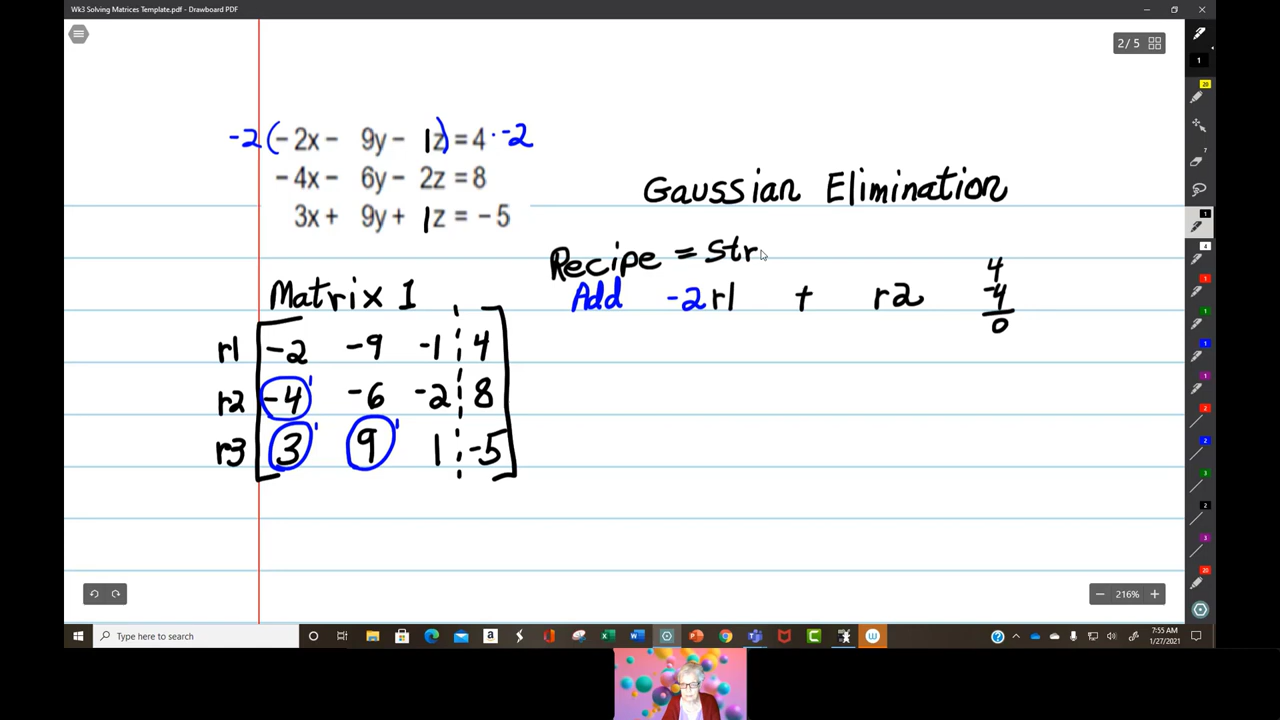 Wk3 Solving Matrices Template.pdf - Drawboard PDF
2 / 5
-2(- 2x - 9y - 1z) = 4 · -2
- 4x - 6y - 2z = 8
3x + 9y + 1z = - 5
Gaussian Elimination
Recipe = Str
Add -2r1 + r2
4
-4
0
Matrix 1
r1 -2 -9 -1 4
r2 -4 -6 -2 8
r3 3 9 1 -5
216%
Type here to search
7:55 AM
1/27/2021